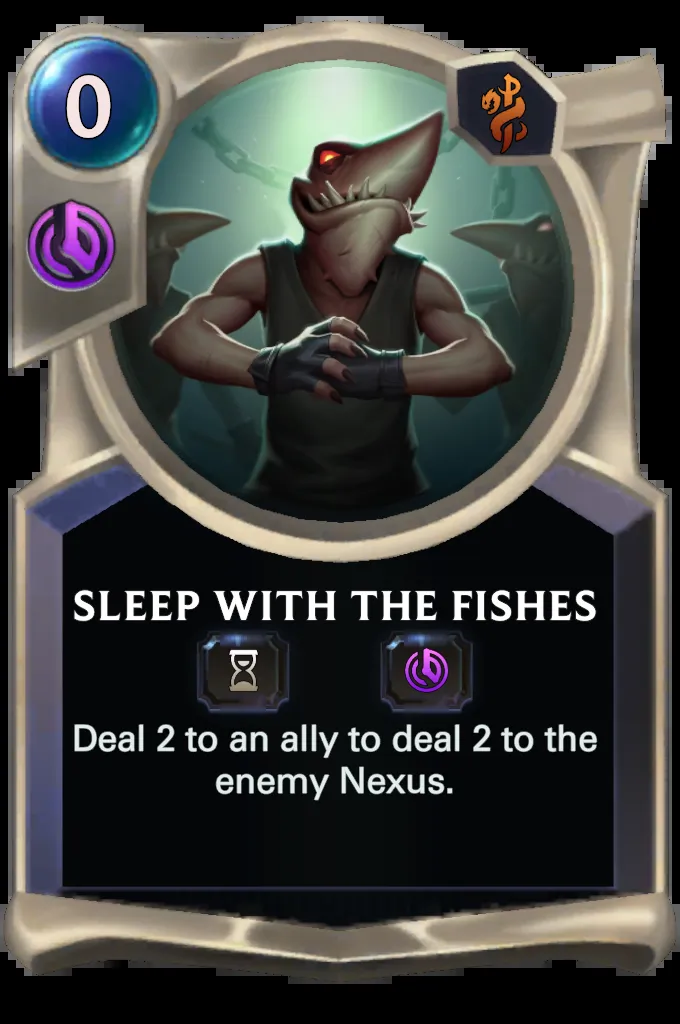 0
SLEEP WITH THE FISHES
Deal 2 to an ally to deal 2 to the
enemy Nexus.